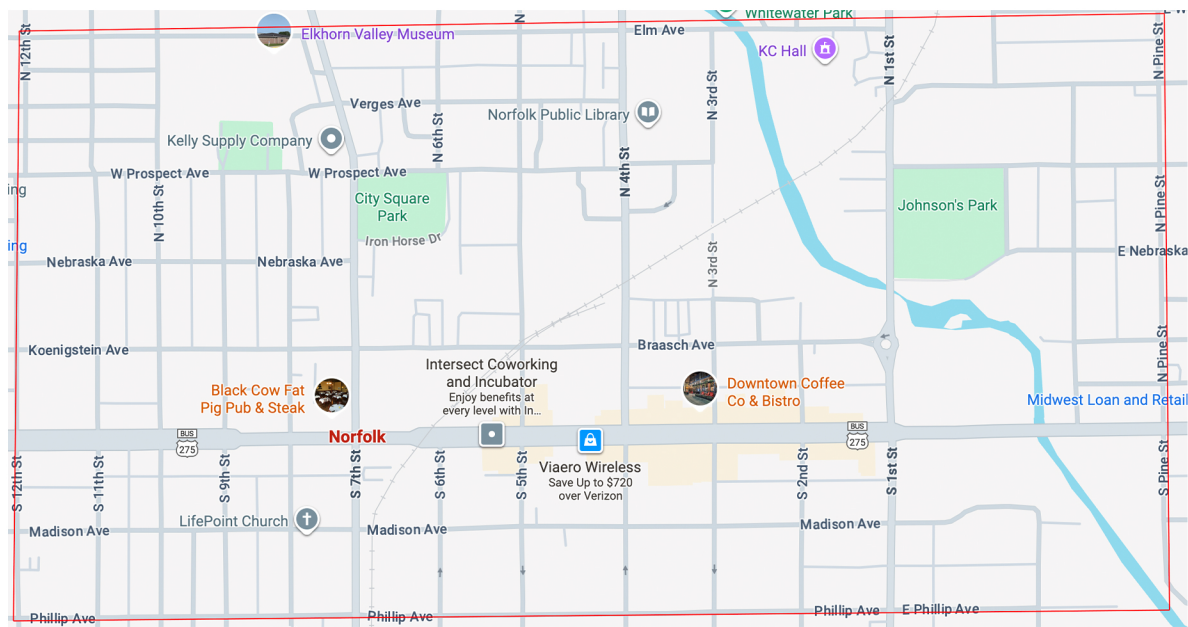 Whitewater Park
E W
Elm Ave
Elkhorn Valley Museum
N 12th St
N
KC Hall
N 1st St
N Pine St
Verges Ave
N 3rd St
Norfolk Public Library
Kelly Supply Company
N 6th St
W Prospect Ave
W Prospect Ave
N 4th St
ing
N 10th St
City Square
Park
Johnson's Park
N Pine St
Iron Horse Dr
ing
N 3rd St
E Nebraska
Nebraska Ave
Nebraska Ave
Koenigstein Ave
Braasch Ave
N Pine St
Intersect Coworking
and Incubator
Enjoy benefits at
every level with In...
Black Cow Fat
Pig Pub & Steak
Downtown Coffee
Co & Bistro
Midwest Loan and Retail
BUS
275
Norfolk
BUS
275
Viaero Wireless
Save Up to $720
over Verizon
S 12th St
S 11th St
S 9th St
S 7th St
S 6th St
S 5th St
S 2nd St
S 1st St
S Pine St
LifePoint Church
Madison Ave
Madison Ave
Madison Ave
Phillip Ave
Phillip Ave
Phillip Ave
E Phillip Ave